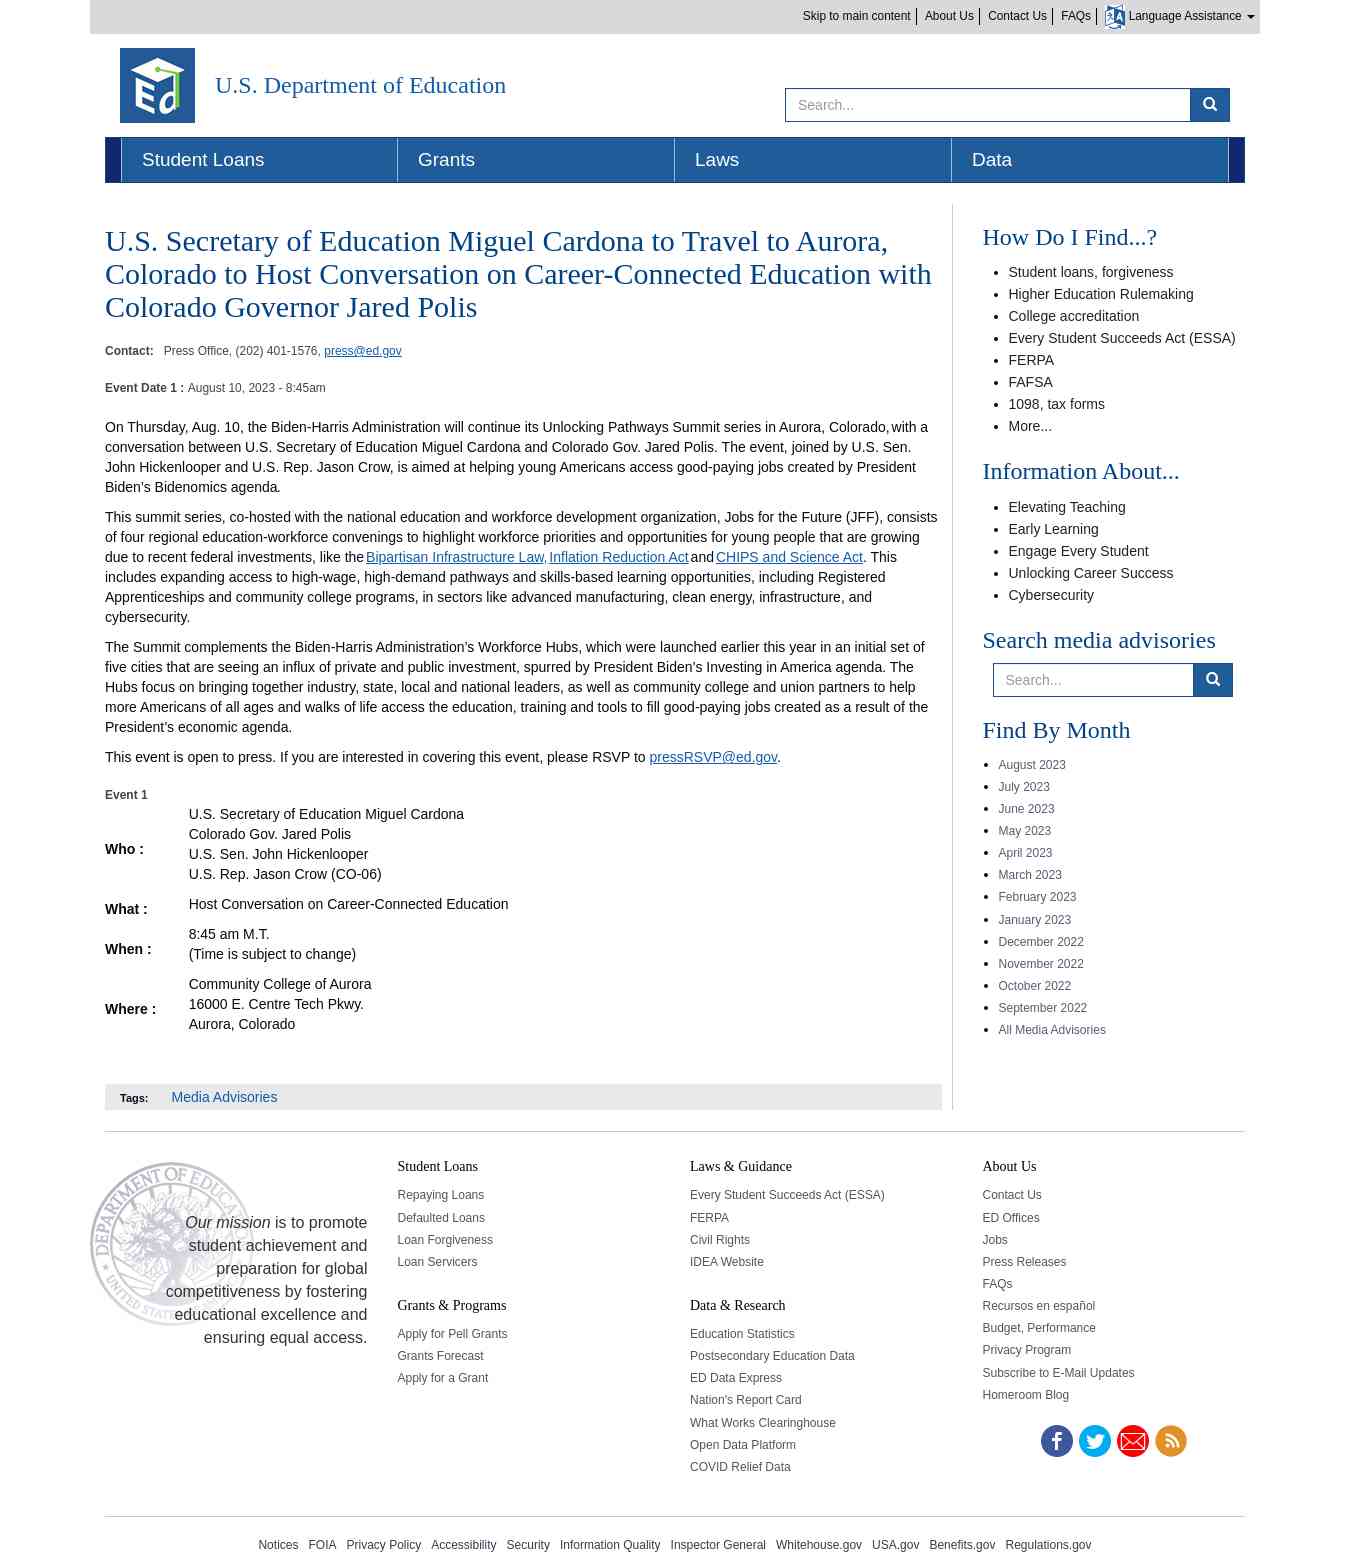 Skip to main content
About Us
Contact Us
FAQs
Language Assistance
Ed
U.S. Department of Education
Search...
Student Loans
Grants
Laws
Data
U.S. Secretary of Education Miguel Cardona to Travel to Aurora,
Colorado to Host Conversation on Career-Connected Education with
Colorado Governor Jared Polis
Contact: Press Office, (202) 401-1576, press@ed.gov
Event Date 1 : August 10, 2023 - 8:45am
On Thursday, Aug. 10, the Biden-Harris Administration will continue its Unlocking Pathways Summit series in Aurora, Colorado, with a
conversation between U.S. Secretary of Education Miguel Cardona and Colorado Gov. Jared Polis. The event, joined by U.S. Sen.
John Hickenlooper and U.S. Rep. Jason Crow, is aimed at helping young Americans access good-paying jobs created by President
Biden’s Bidenomics agenda.
This summit series, co-hosted with the national education and workforce development organization, Jobs for the Future (JFF), consists
of four regional education-workforce convenings to highlight workforce priorities and opportunities for young people that are growing
due to recent federal investments, like the Bipartisan Infrastructure Law, Inflation Reduction Act and CHIPS and Science Act. This
includes expanding access to high-wage, high-demand pathways and skills-based learning opportunities, including Registered
Apprenticeships and community college programs, in sectors like advanced manufacturing, clean energy, infrastructure, and
cybersecurity.
The Summit complements the Biden-Harris Administration’s Workforce Hubs, which were launched earlier this year in an initial set of
five cities that are seeing an influx of private and public investment, spurred by President Biden’s Investing in America agenda. The
Hubs focus on bringing together industry, state, local and national leaders, as well as community college and union partners to help
more Americans of all ages and walks of life access the education, training and tools to fill good-paying jobs created as a result of the
President’s economic agenda.
This event is open to press. If you are interested in covering this event, please RSVP to pressRSVP@ed.gov.
Event 1
Who :
U.S. Secretary of Education Miguel Cardona
Colorado Gov. Jared Polis
U.S. Sen. John Hickenlooper
U.S. Rep. Jason Crow (CO-06)
What :
Host Conversation on Career-Connected Education
When :
8:45 am M.T.
(Time is subject to change)
Where :
Community College of Aurora
16000 E. Centre Tech Pkwy.
Aurora, Colorado
Tags: Media Advisories
How Do I Find...?
Student loans, forgiveness
Higher Education Rulemaking
College accreditation
Every Student Succeeds Act (ESSA)
FERPA
FAFSA
1098, tax forms
More...
Information About...
Elevating Teaching
Early Learning
Engage Every Student
Unlocking Career Success
Cybersecurity
Search media advisories
Search...
Find By Month
August 2023
July 2023
June 2023
May 2023
April 2023
March 2023
February 2023
January 2023
December 2022
November 2022
October 2022
September 2022
All Media Advisories
Our mission is to promote
student achievement and
preparation for global
competitiveness by fostering
educational excellence and
ensuring equal access.
Student Loans
Repaying Loans
Defaulted Loans
Loan Forgiveness
Loan Servicers
Grants & Programs
Apply for Pell Grants
Grants Forecast
Apply for a Grant
Laws & Guidance
Every Student Succeeds Act (ESSA)
FERPA
Civil Rights
IDEA Website
Data & Research
Education Statistics
Postsecondary Education Data
ED Data Express
Nation's Report Card
What Works Clearinghouse
Open Data Platform
COVID Relief Data
About Us
Contact Us
ED Offices
Jobs
Press Releases
FAQs
Recursos en español
Budget, Performance
Privacy Program
Subscribe to E-Mail Updates
Homeroom Blog
Notices FOIA Privacy Policy Accessibility Security Information Quality Inspector General Whitehouse.gov USA.gov Benefits.gov Regulations.gov